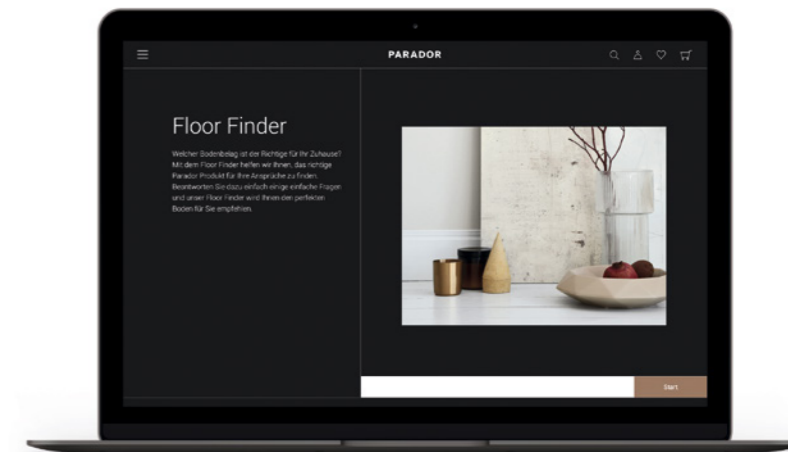 PARADOR
Floor Finder
Welcher Bodenbelag ist der Richtige für Ihr Zuhause?
Mit dem Floor Finder helfen wir Ihnen, das richtige
Parador Produkt für Ihre Ansprüche zu finden.
Beantworten Sie dazu einfach einige einfache Fragen
und unser Floor Finder wird Ihnen den perfekten
Boden für Sie empfehlen.
Start